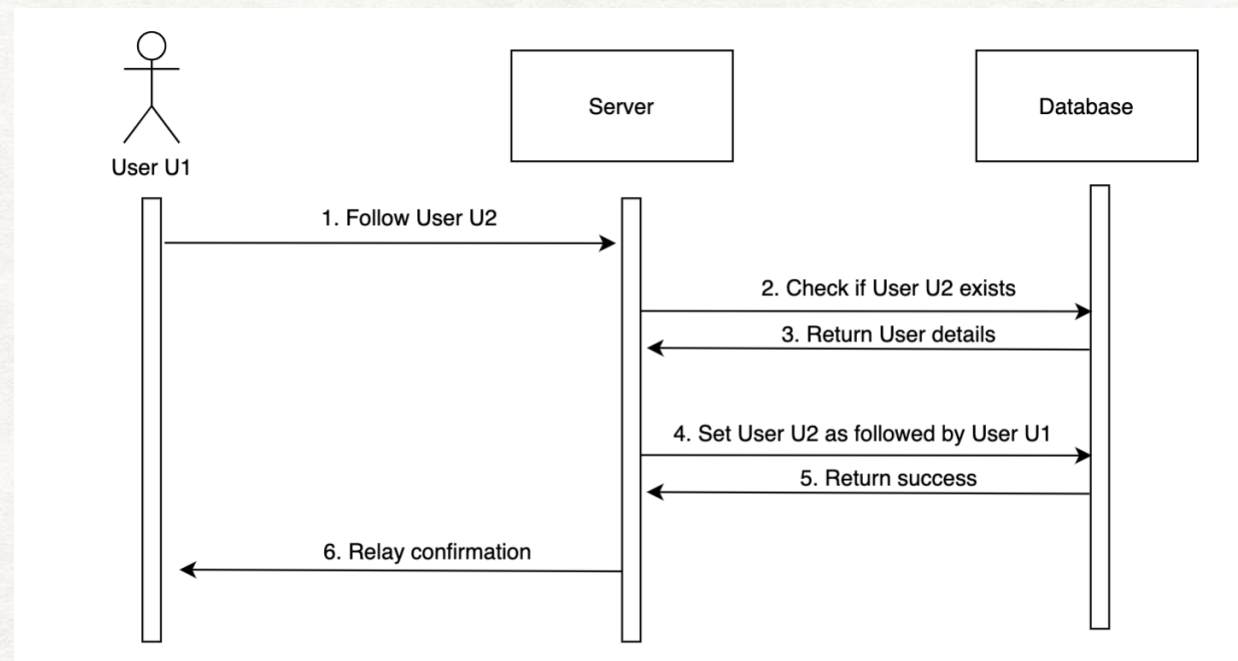 User U1
Server
Database
1. Follow User U2
2. Check if User U2 exists
3. Return User details
4. Set User U2 as followed by User U1
5. Return success
6. Relay confirmation